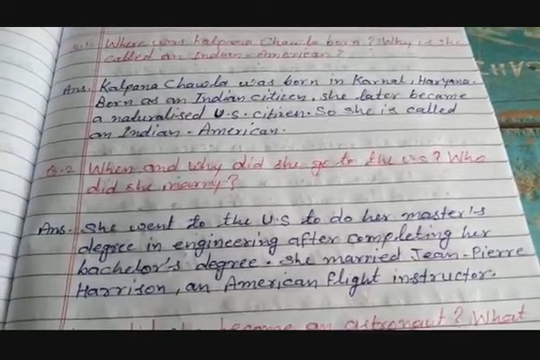 Q.1 Where was Kalpana Chawla born? Why is she
called an Indian-American?
Ans. Kalpana Chawla was born in Karnal, Haryana.
Born as an Indian citizen, she later became
a naturalised U.S. citizen. So she is called
an Indian-American.
Q.2 When and why did she go to the US? Who
did she marry?
Ans. She went to the U.S to do her master's
degree in engineering after completing her
bachelor's degree. She married Jean-Pierre
Harrison, an American flight instructor.
become an astronaut? What